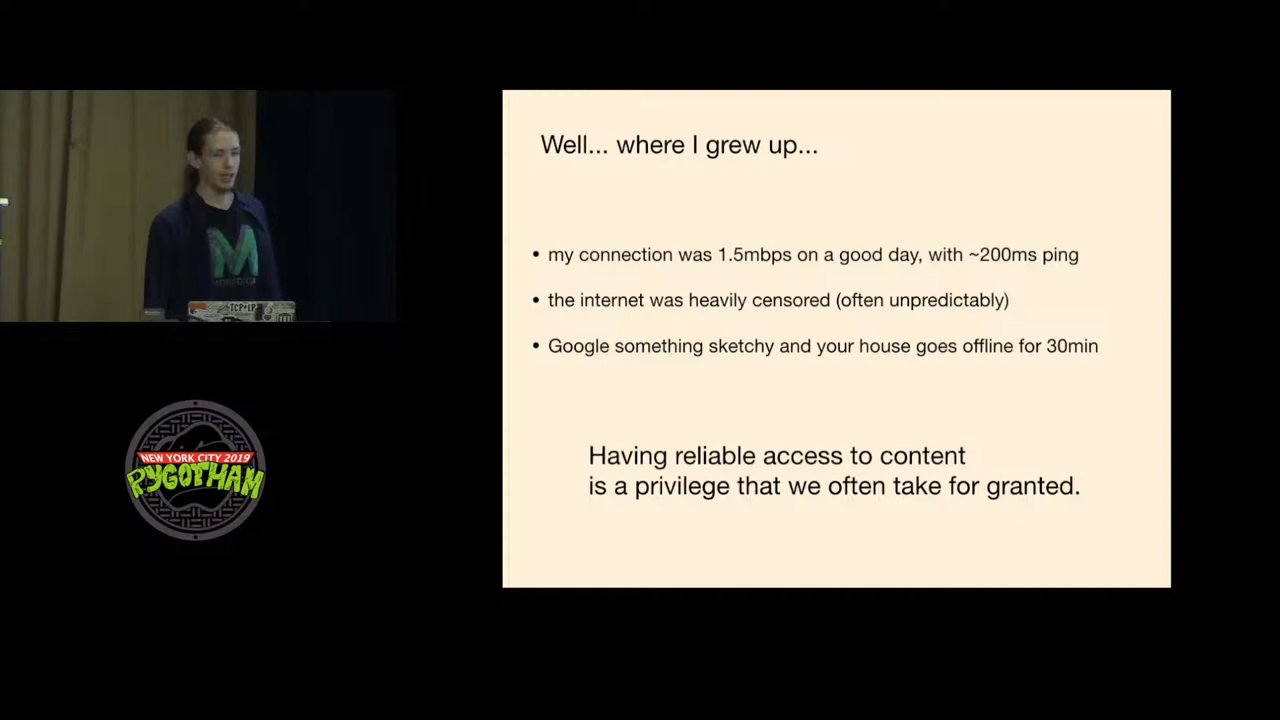 Well... where I grew up...
• my connection was 1.5mbps on a good day, with ~200ms ping
• the internet was heavily censored (often unpredictably)
• Google something sketchy and your house goes offline for 30min
Having reliable access to content
is a privilege that we often take for granted.
M
TCP+IP
NEW YORK CITY 2019
PYGOTHAM